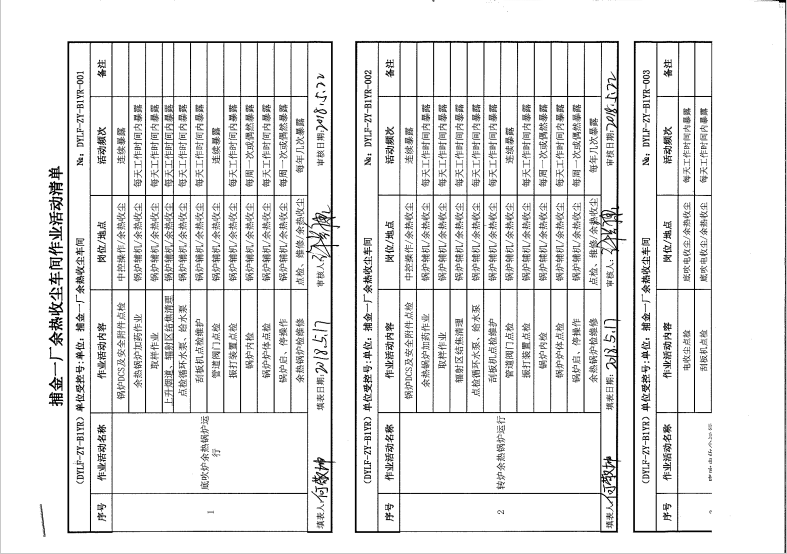 捕金一厂余热收尘车间作业活动清单
(DYLF-ZY-B1YR) 单位受控号:单位: 捕金一厂余热收尘车间 №: DYLF-ZY-B1YR-001
序号 作业活动名称 作业活动内容 岗位/地点 活动频次 备注
1 底吹炉余热锅炉运行
锅炉DCS及安全附件点检 中控操作/余热收尘 连续暴露
余热锅炉加药作业 锅炉辅机/余热收尘 每天工作时间内暴露
取样作业 锅炉辅机/余热收尘 每天工作时间内暴露
上升烟道、辐射区结焦清理 锅炉辅机/余热收尘 每天工作时间内暴露
点检循环水泵、给水泵 锅炉辅机/余热收尘 每天工作时间内暴露
刮板机点检维护 锅炉辅机/余热收尘 每天工作时间内暴露
管道阀门点检 锅炉辅机/余热收尘 连续暴露
振打装置点检 锅炉辅机/余热收尘 每天工作时间内暴露
锅炉内检 锅炉辅机/余热收尘 每周一次或偶然暴露
锅炉炉体点检 锅炉辅机/余热收尘 每天工作时间内暴露
锅炉启、停操作 锅炉辅机/余热收尘 每周一次或偶然暴露
余热锅炉检维修 点检、维修/余热收尘 每年几次暴露
填表人: 何敬坤 填表日期: 2018.5.17 审核人: 审核日期: 2018.5.22
(DYLF-ZY-B1YR) 单位受控号:单位: 捕金一厂余热收尘车间 №: DYLF-ZY-B1YR-002
序号 作业活动名称 作业活动内容 岗位/地点 活动频次 备注
2 转炉余热锅炉运行
锅炉DCS及安全附件点检 中控操作/余热收尘 连续暴露
余热锅炉加药作业 锅炉辅机/余热收尘 每天工作时间内暴露
取样作业 锅炉辅机/余热收尘 每天工作时间内暴露
辐射区结焦清理 锅炉辅机/余热收尘 每天工作时间内暴露
点检循环水泵、给水泵 锅炉辅机/余热收尘 每天工作时间内暴露
刮板机点检维护 锅炉辅机/余热收尘 每天工作时间内暴露
管道阀门点检 锅炉辅机/余热收尘 连续暴露
振打装置点检 锅炉辅机/余热收尘 每天工作时间内暴露
锅炉内检 锅炉辅机/余热收尘 每周一次或偶然暴露
锅炉炉体点检 锅炉辅机/余热收尘 每天工作时间内暴露
锅炉启、停操作 锅炉辅机/余热收尘 每周一次或偶然暴露
余热锅炉检维修 点检、维修/余热收尘 每年几次暴露
填表人: 何敬坤 填表日期: 2018.5.17 审核人: 审核日期: 2018.5.22
(DYLF-ZY-B1YR) 单位受控号:单位: 捕金一厂余热收尘车间 №: DYLF-ZY-B1YR-003
序号 作业活动名称 作业活动内容 岗位/地点 活动频次 备注
电收尘点检 底吹电收尘/余热收尘 每天工作时间内暴露
刮板机点检 底吹电收尘/余热收尘 每天工作时间内暴露